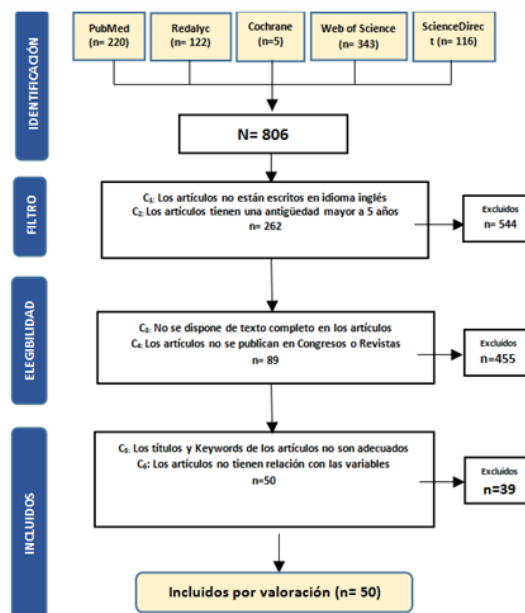 PubMed
(n= 220)
Redalyc
(n= 122)
Cochrane
(n=5)
Web of Science
(n= 343)
ScienceDirec
t (n= 116)
IDENTIFICACIÓN
N= 806
FILTRO
C₁: Los artículos no están escritos en idioma inglés
C₂: Los artículos tienen una antigüedad mayor a 5 años
n= 262
Excluidos
n= 544
ELEGIBILIDAD
C₃: No se dispone de texto completo en los artículos
C₄: Los artículos no se publican en Congresos o Revistas
n= 89
Excluidos
n=455
INCLUIDOS
C₅: Los títulos y Keywords de los artículos no son adecuados
C₆: Los artículos no tienen relación con las variables
n=50
Excluidos
n=39
Incluidos por valoración (n= 50)